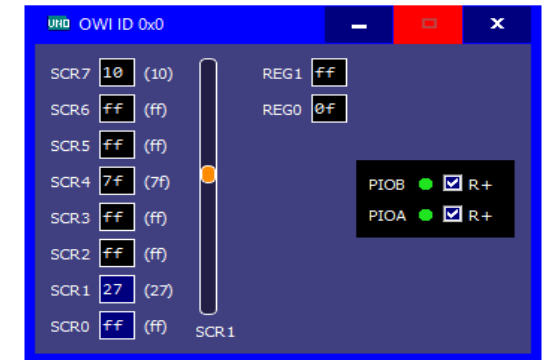 UNO OWI ID 0x0
SCR7 10 (10) REG1 ff
SCR6 ff (ff) REG0 0f
SCR5 ff (ff)
SCR4 7f (7f) PIOB R+
SCR3 ff (ff) PIOA R+
SCR2 ff (ff)
SCR1 27 (27)
SCR0 ff (ff) SCR1